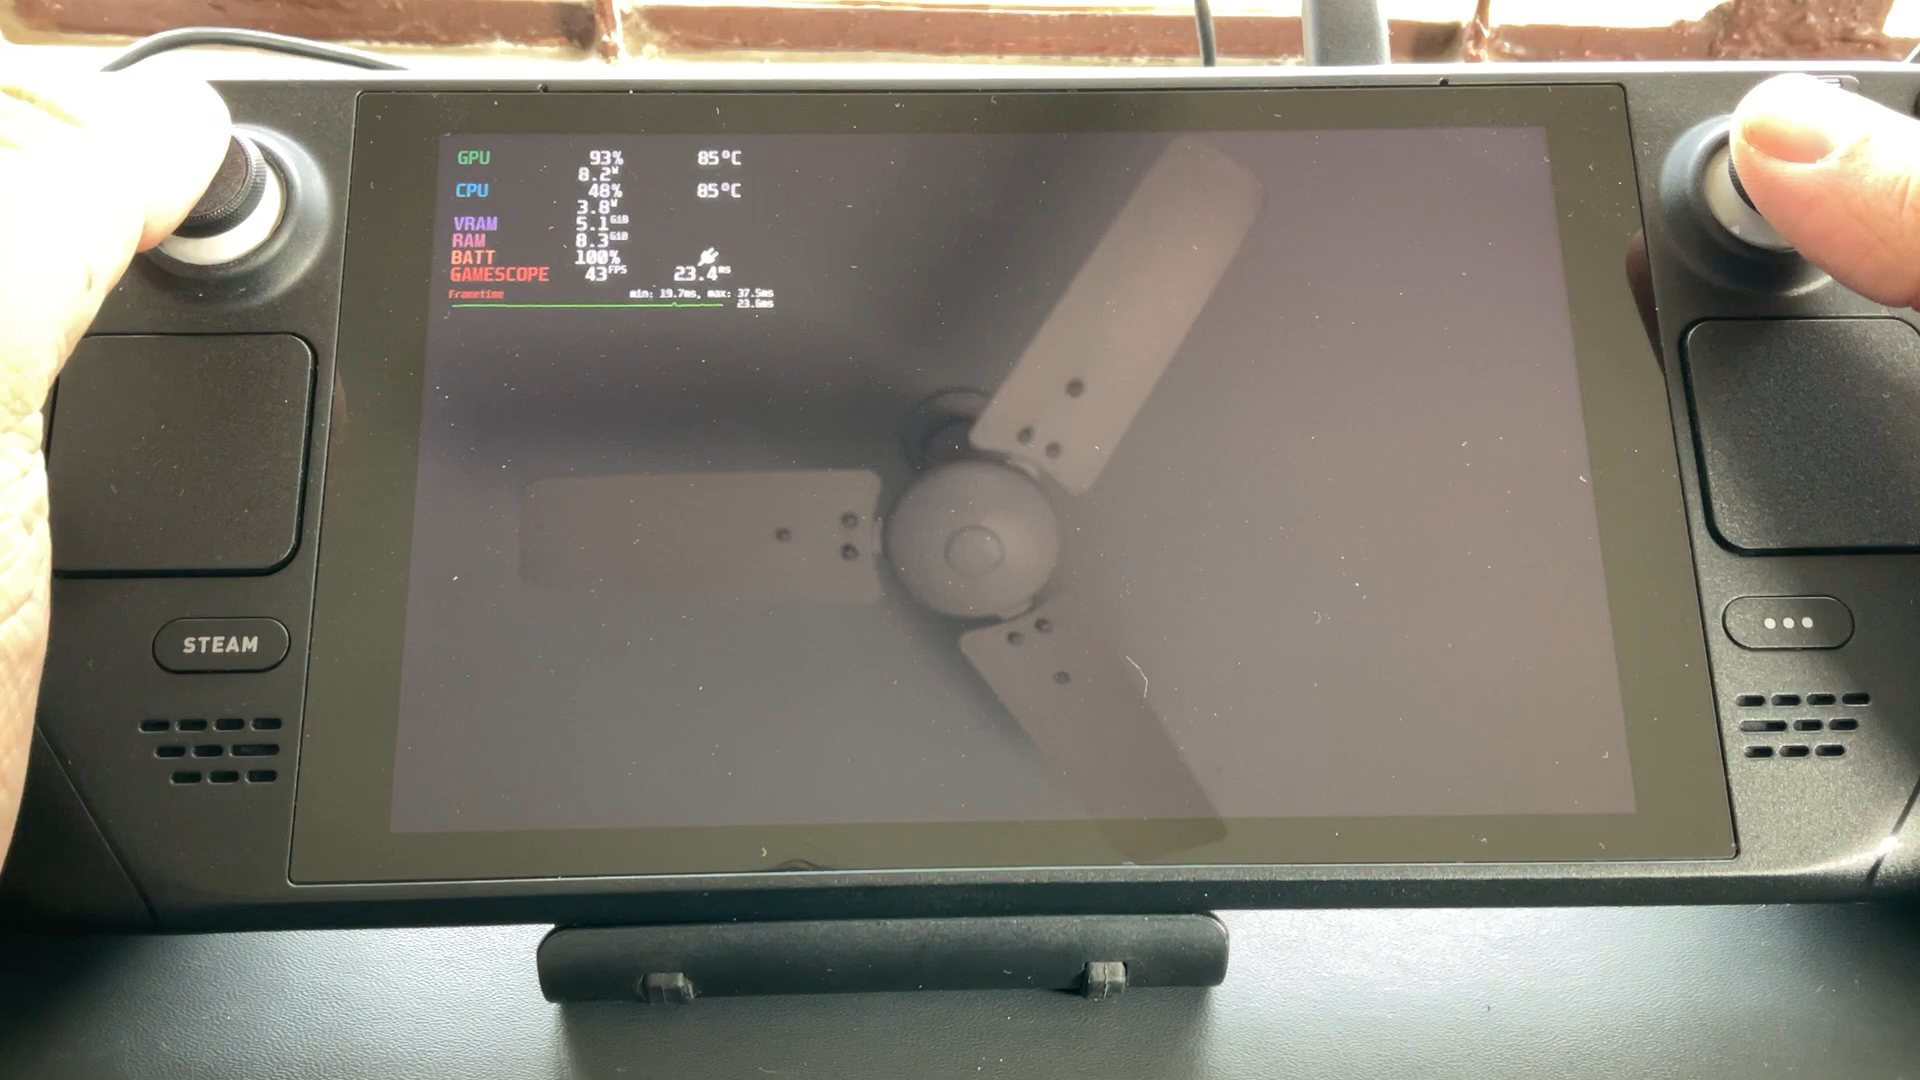 GPU 93% 85°C
8.2W
CPU 48% 85°C
3.8W
VRAM 5.1GiB
RAM 8.3GiB
BATT 100%
GAMESCOPE 43FPS 23.4ms
Frametime min: 19.7ms, max: 37.5ms
23.6ms
STEAM